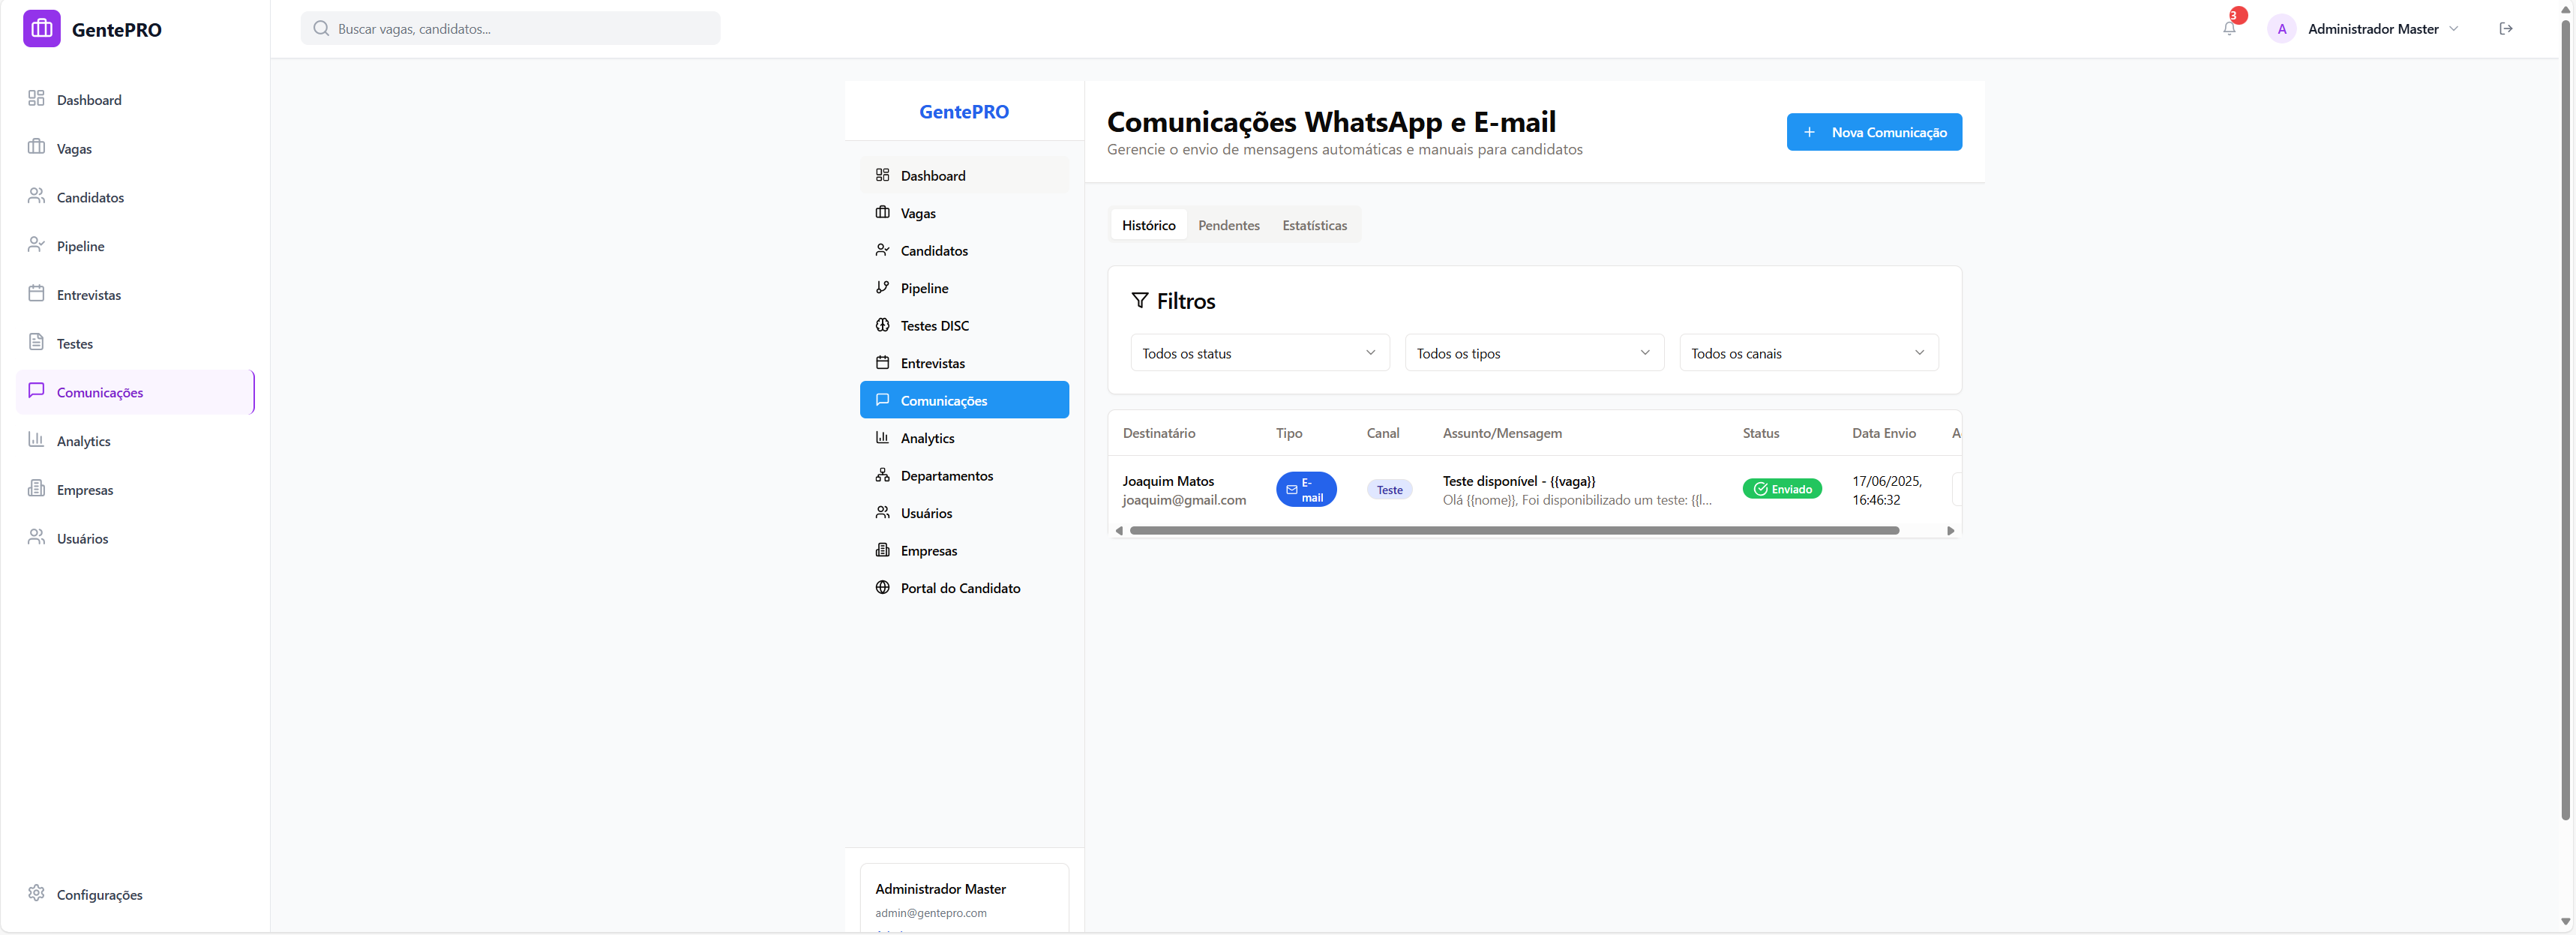 GentePRO
Buscar vagas, candidatos...
3
A
Administrador Master
Dashboard
Vagas
Candidatos
Pipeline
Entrevistas
Testes
Comunicações
Analytics
Empresas
Usuários
Configurações
GentePRO
Dashboard
Vagas
Candidatos
Pipeline
Testes DISC
Entrevistas
Comunicações
Analytics
Departamentos
Usuários
Empresas
Portal do Candidato
Administrador Master
admin@gentepro.com
Comunicações WhatsApp e E-mail
Gerencie o envio de mensagens automáticas e manuais para candidatos
Nova Comunicação
Histórico Pendentes Estatísticas
Filtros
Todos os status Todos os tipos Todos os canais
Destinatário Tipo Canal Assunto/Mensagem Status Data Envio
Joaquim Matos
joaquim@gmail.com
E-
mail
Teste
Teste disponível - {{vaga}}
Olá {{nome}}, Foi disponibilizado um teste: {{l...
Enviado
17/06/2025,
16:46:32